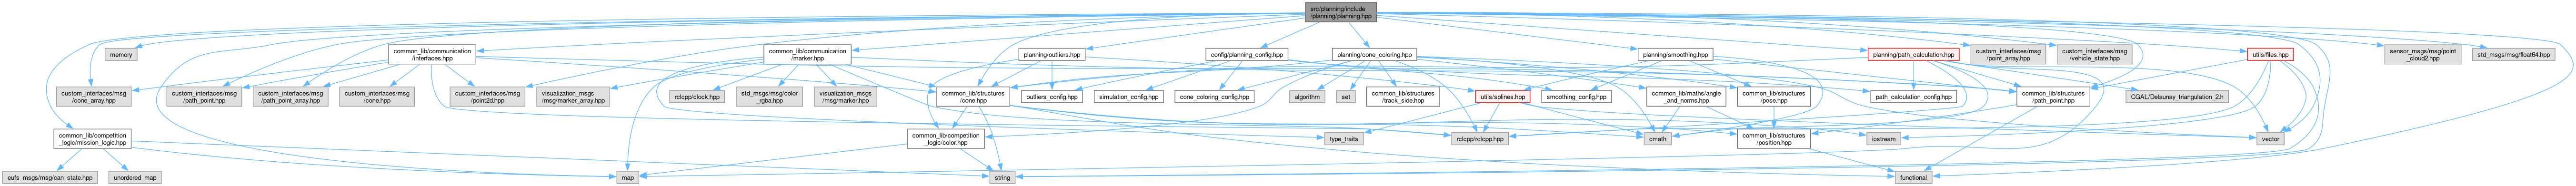 src/planning/include
/planning/planning.hpp
memory
common_lib/communication
/interfaces.hpp
common_lib/communication
/marker.hpp
planning/outliers.hpp
config/planning_config.hpp
planning/cone_coloring.hpp
planning/smoothing.hpp
planning/path_calculation.hpp
custom_interfaces/msg
/point_array.hpp
custom_interfaces/msg
/vehicle_state.hpp
utils/files.hpp
sensor_msgs/msg/point
_cloud2.hpp
std_msgs/msg/float64.hpp
custom_interfaces/msg
/cone_array.hpp
custom_interfaces/msg
/path_point.hpp
custom_interfaces/msg
/path_point_array.hpp
custom_interfaces/msg
/cone.hpp
custom_interfaces/msg
/point2d.hpp
visualization_msgs
/msg/marker_array.hpp
rclcpp/clock.hpp
std_msgs/msg/color
_rgba.hpp
visualization_msgs
/msg/marker.hpp
common_lib/structures
/cone.hpp
outliers_config.hpp
simulation_config.hpp
cone_coloring_config.hpp
algorithm
set
common_lib/structures
/track_side.hpp
utils/splines.hpp
smoothing_config.hpp
common_lib/maths/angle
_and_norms.hpp
common_lib/structures
/pose.hpp
path_calculation_config.hpp
common_lib/structures
/path_point.hpp
CGAL/Delaunay_triangulation_2.h
common_lib/competition
_logic/mission_logic.hpp
type_traits
rclcpp/rclcpp.hpp
common_lib/competition
_logic/color.hpp
cmath
common_lib/structures
/position.hpp
iostream
vector
eufs_msgs/msg/can_state.hpp
unordered_map
map
string
functional